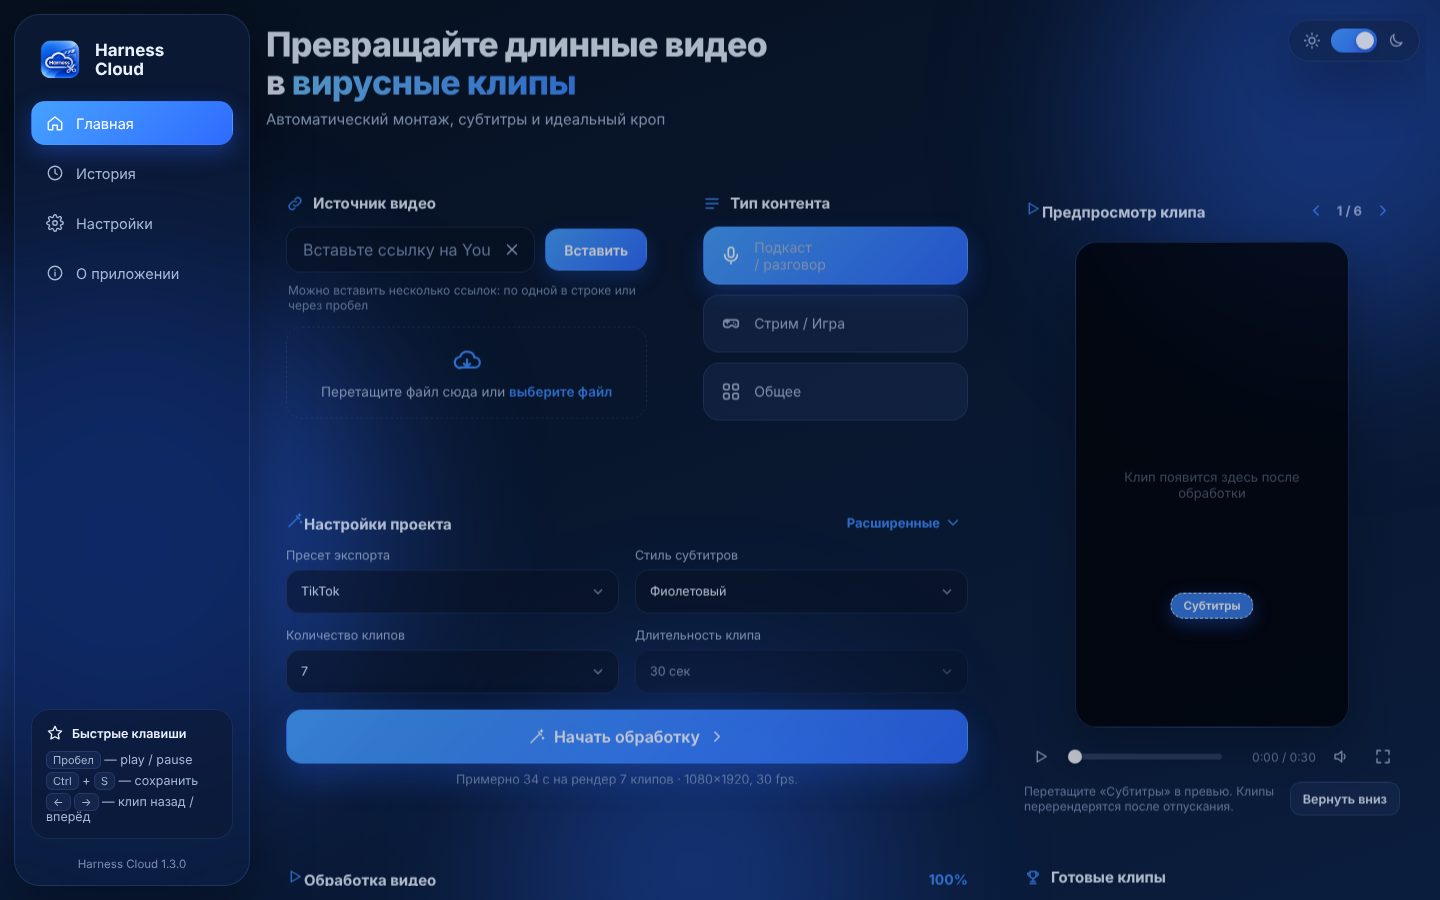 Harness
Cloud
Главная
История
Настройки
О приложении
Быстрые клавиши
Пробел — play / pause
Ctrl + S — сохранить
← → — клип назад /
вперёд
Harness Cloud 1.3.0
Превращайте длинные видео
в вирусные клипы
Автоматический монтаж, субтитры и идеальный кроп
Источник видео
Вставьте ссылку на You
Вставить
Можно вставить несколько ссылок: по одной в строке или
через пробел
Перетащите файл сюда или выберите файл
Тип контента
Подкаст
/ разговор
Стрим / Игра
Общее
Настройки проекта
Расширенные
Пресет экспорта
Стиль субтитров
TikTok
Фиолетовый
Количество клипов
Длительность клипа
7
30 сек
Начать обработку
Примерно 34 с на рендер 7 клипов · 1080×1920, 30 fps.
Обработка видео
100%
Предпросмотр клипа
1 / 6
Клип появится здесь после
обработки
Субтитры
0:00 / 0:30
Перетащите «Субтитры» в превью. Клипы
перерендерятся после отпускания.
Вернуть вниз
Готовые клипы